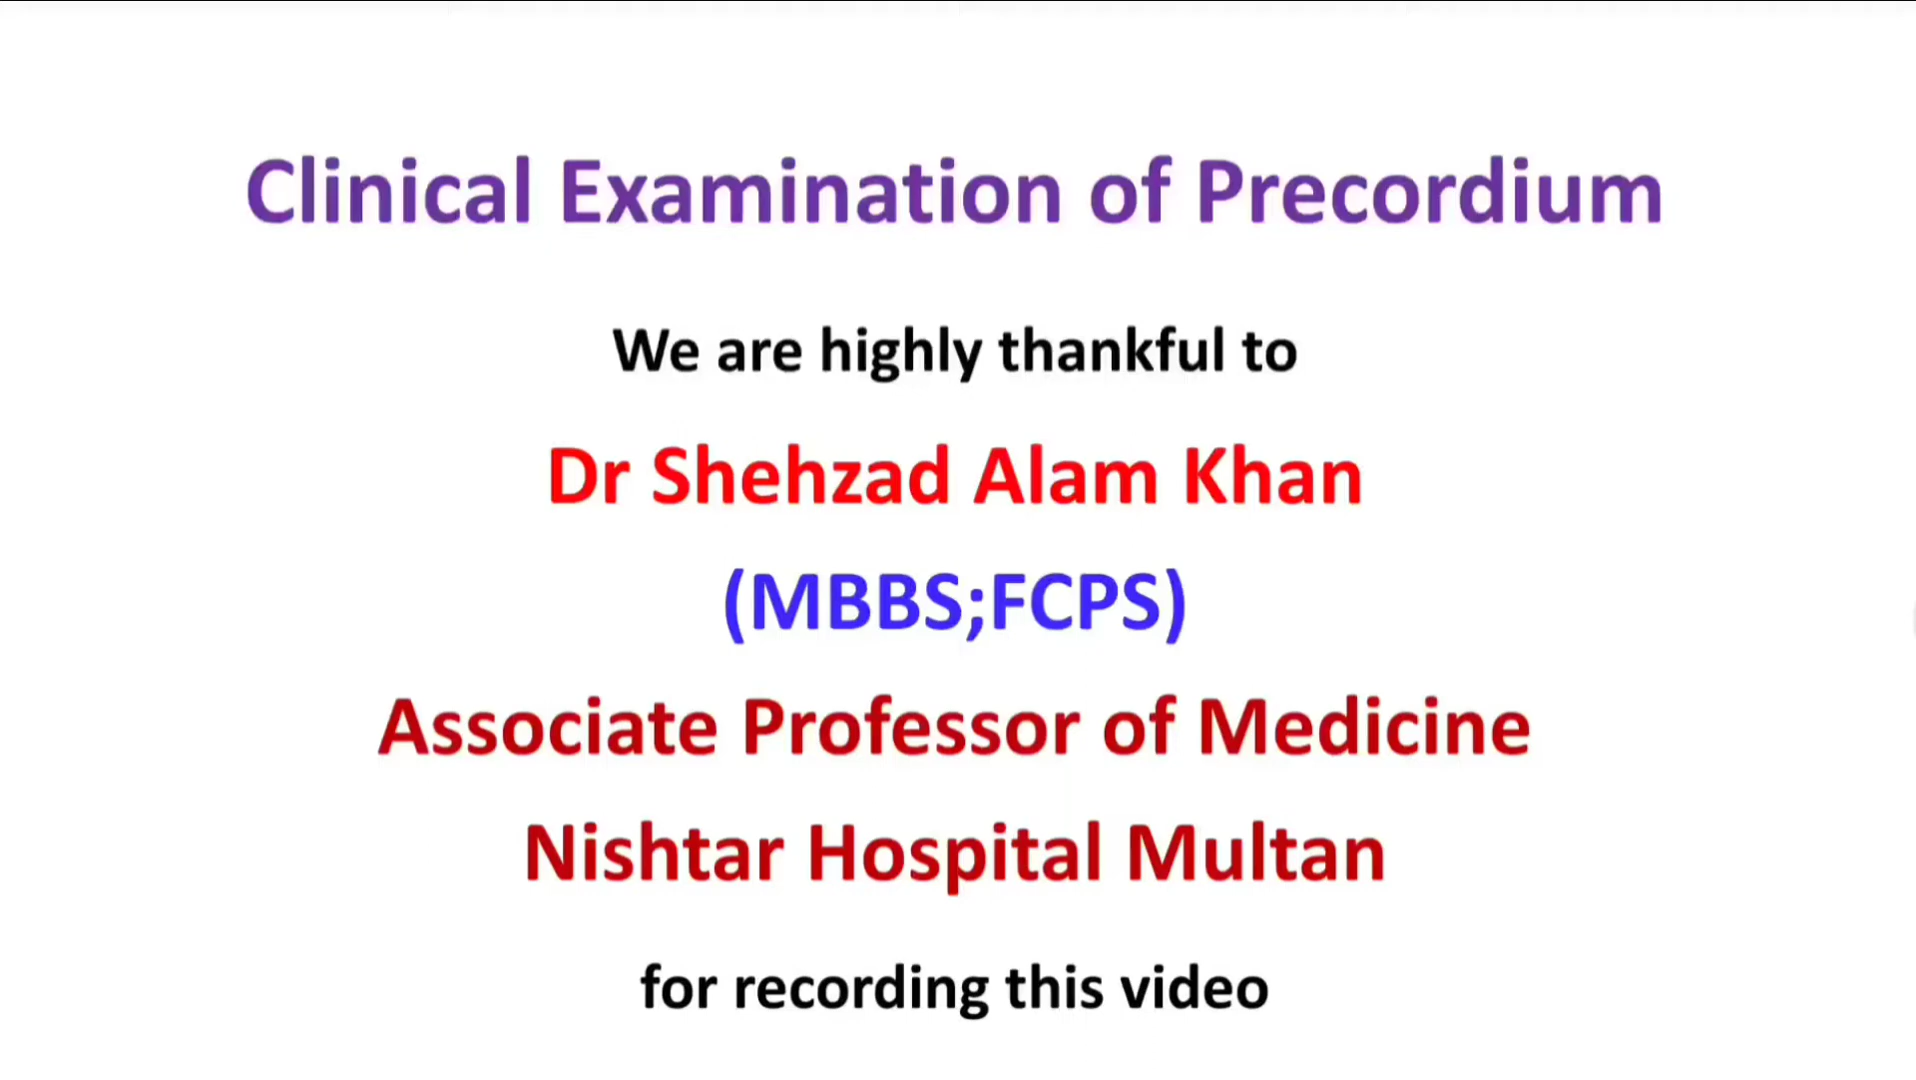 Clinical Examination of Precordium
We are highly thankful to
Dr Shehzad Alam Khan
(MBBS;FCPS)
Associate Professor of Medicine
Nishtar Hospital Multan
for recording this video